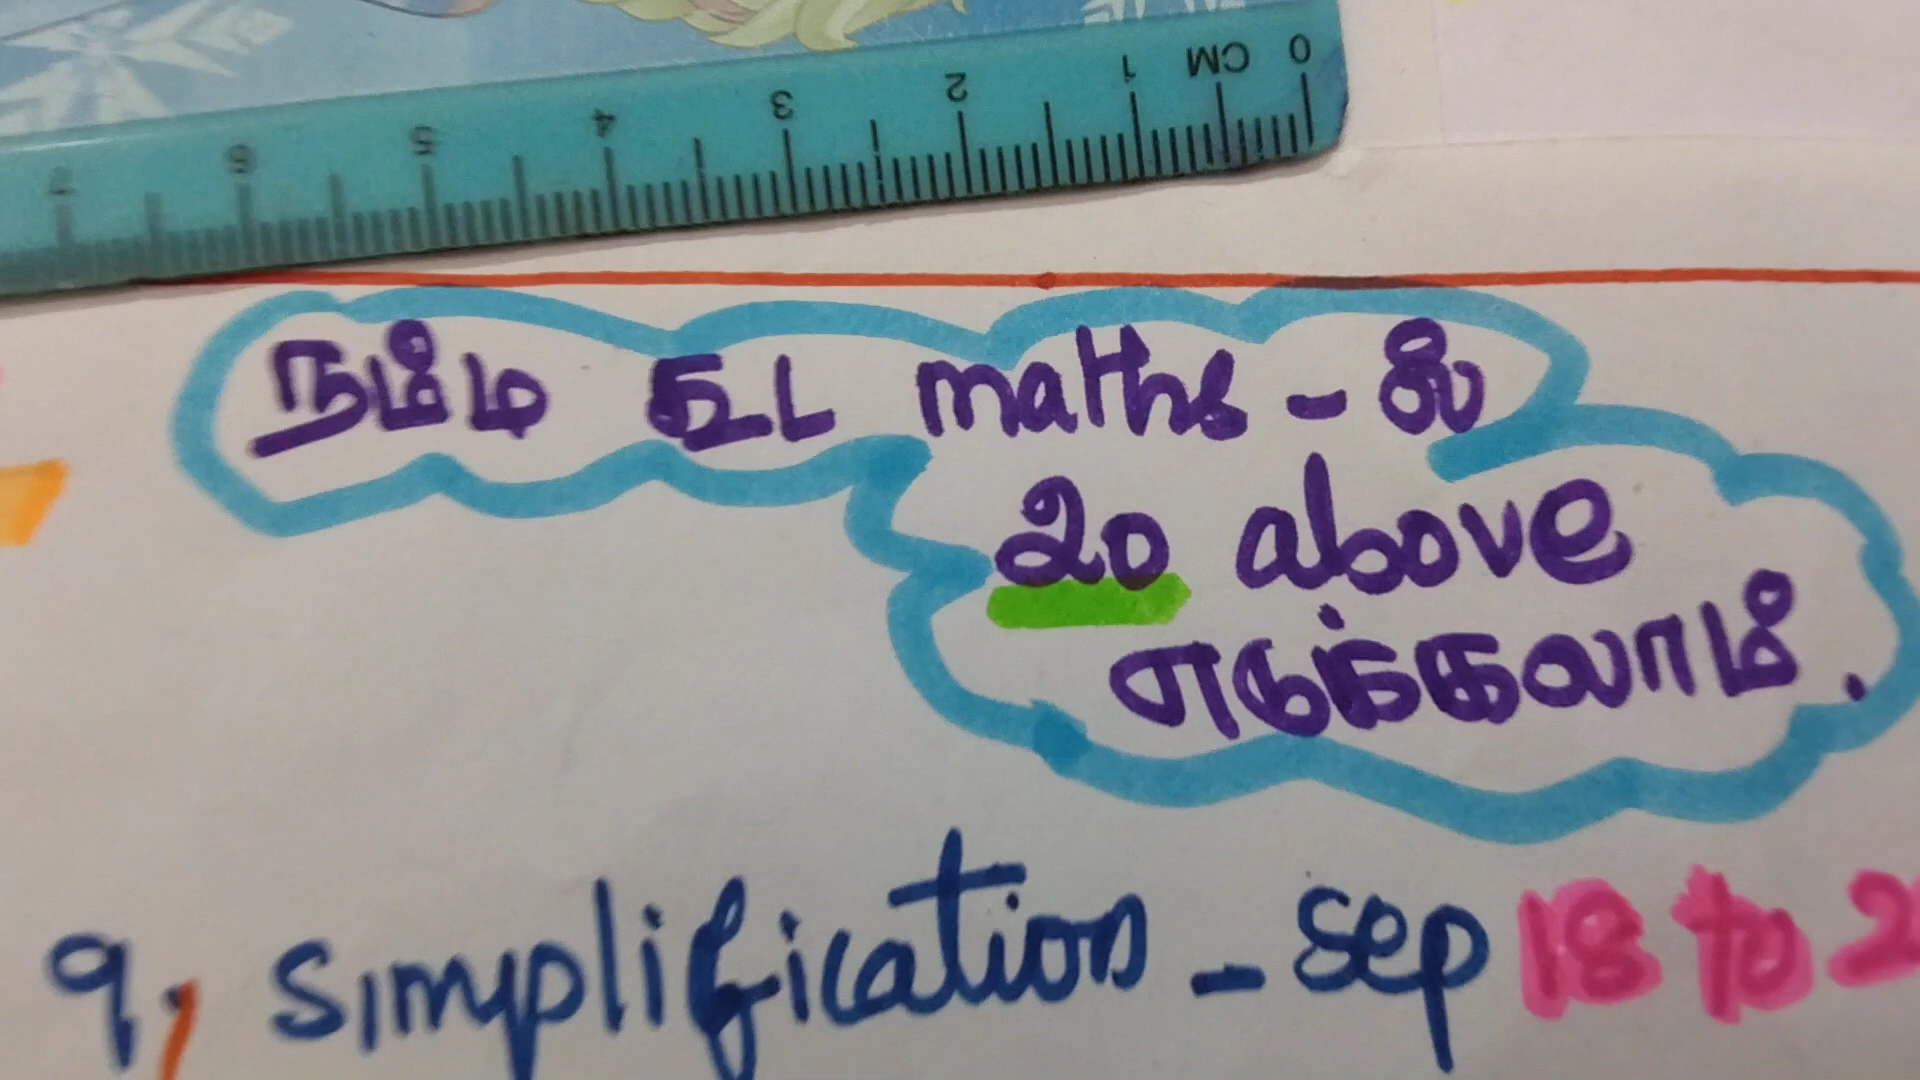 0 CM 1 2 3 4 5 6 7
நம்ம கூட maths - ல்
20 above
எடுக்கலாம்.
9, simplification - sep 18 to 2